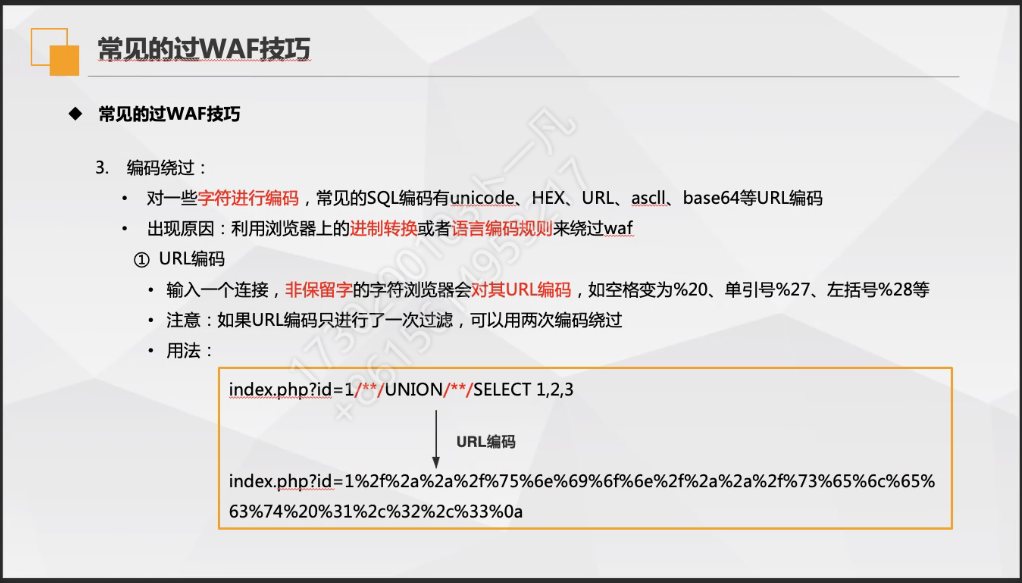 常见的过WAF技巧
◆ 常见的过WAF技巧
3. 编码绕过：
• 对一些字符进行编码，常见的SQL编码有unicode、HEX、URL、ascll、base64等URL编码
• 出现原因：利用浏览器上的进制转换或者语言编码规则来绕过waf
① URL编码
• 输入一个连接，非保留字的字符浏览器会对其URL编码，如空格变为%20、单引号%27、左括号%28等
• 注意：如果URL编码只进行了一次过滤，可以用两次编码绕过
• 用法：
index.php?id=1/**/UNION/**/SELECT 1,2,3
URL编码
index.php?id=1%2f%2a%2a%2f%75%6e%69%6f%6e%2f%2a%2a%2f%73%65%6c%65%
63%74%20%31%2c%32%2c%33%0a